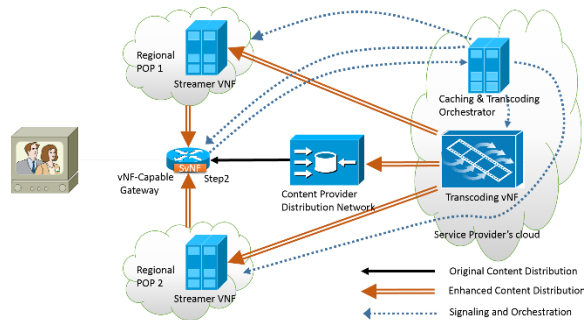 Regional
POP 1
Streamer VNF
Caching & Transcoding
Orchestrator
SvNF
vNF-Capable
Gateway
Step2
Content Provider
Distribution Network
Transcoding vNF
Service Provider's cloud
Regional
POP 2
Streamer VNF
Original Content Distribution
Enhanced Content Distribution
Signaling and Orchestration